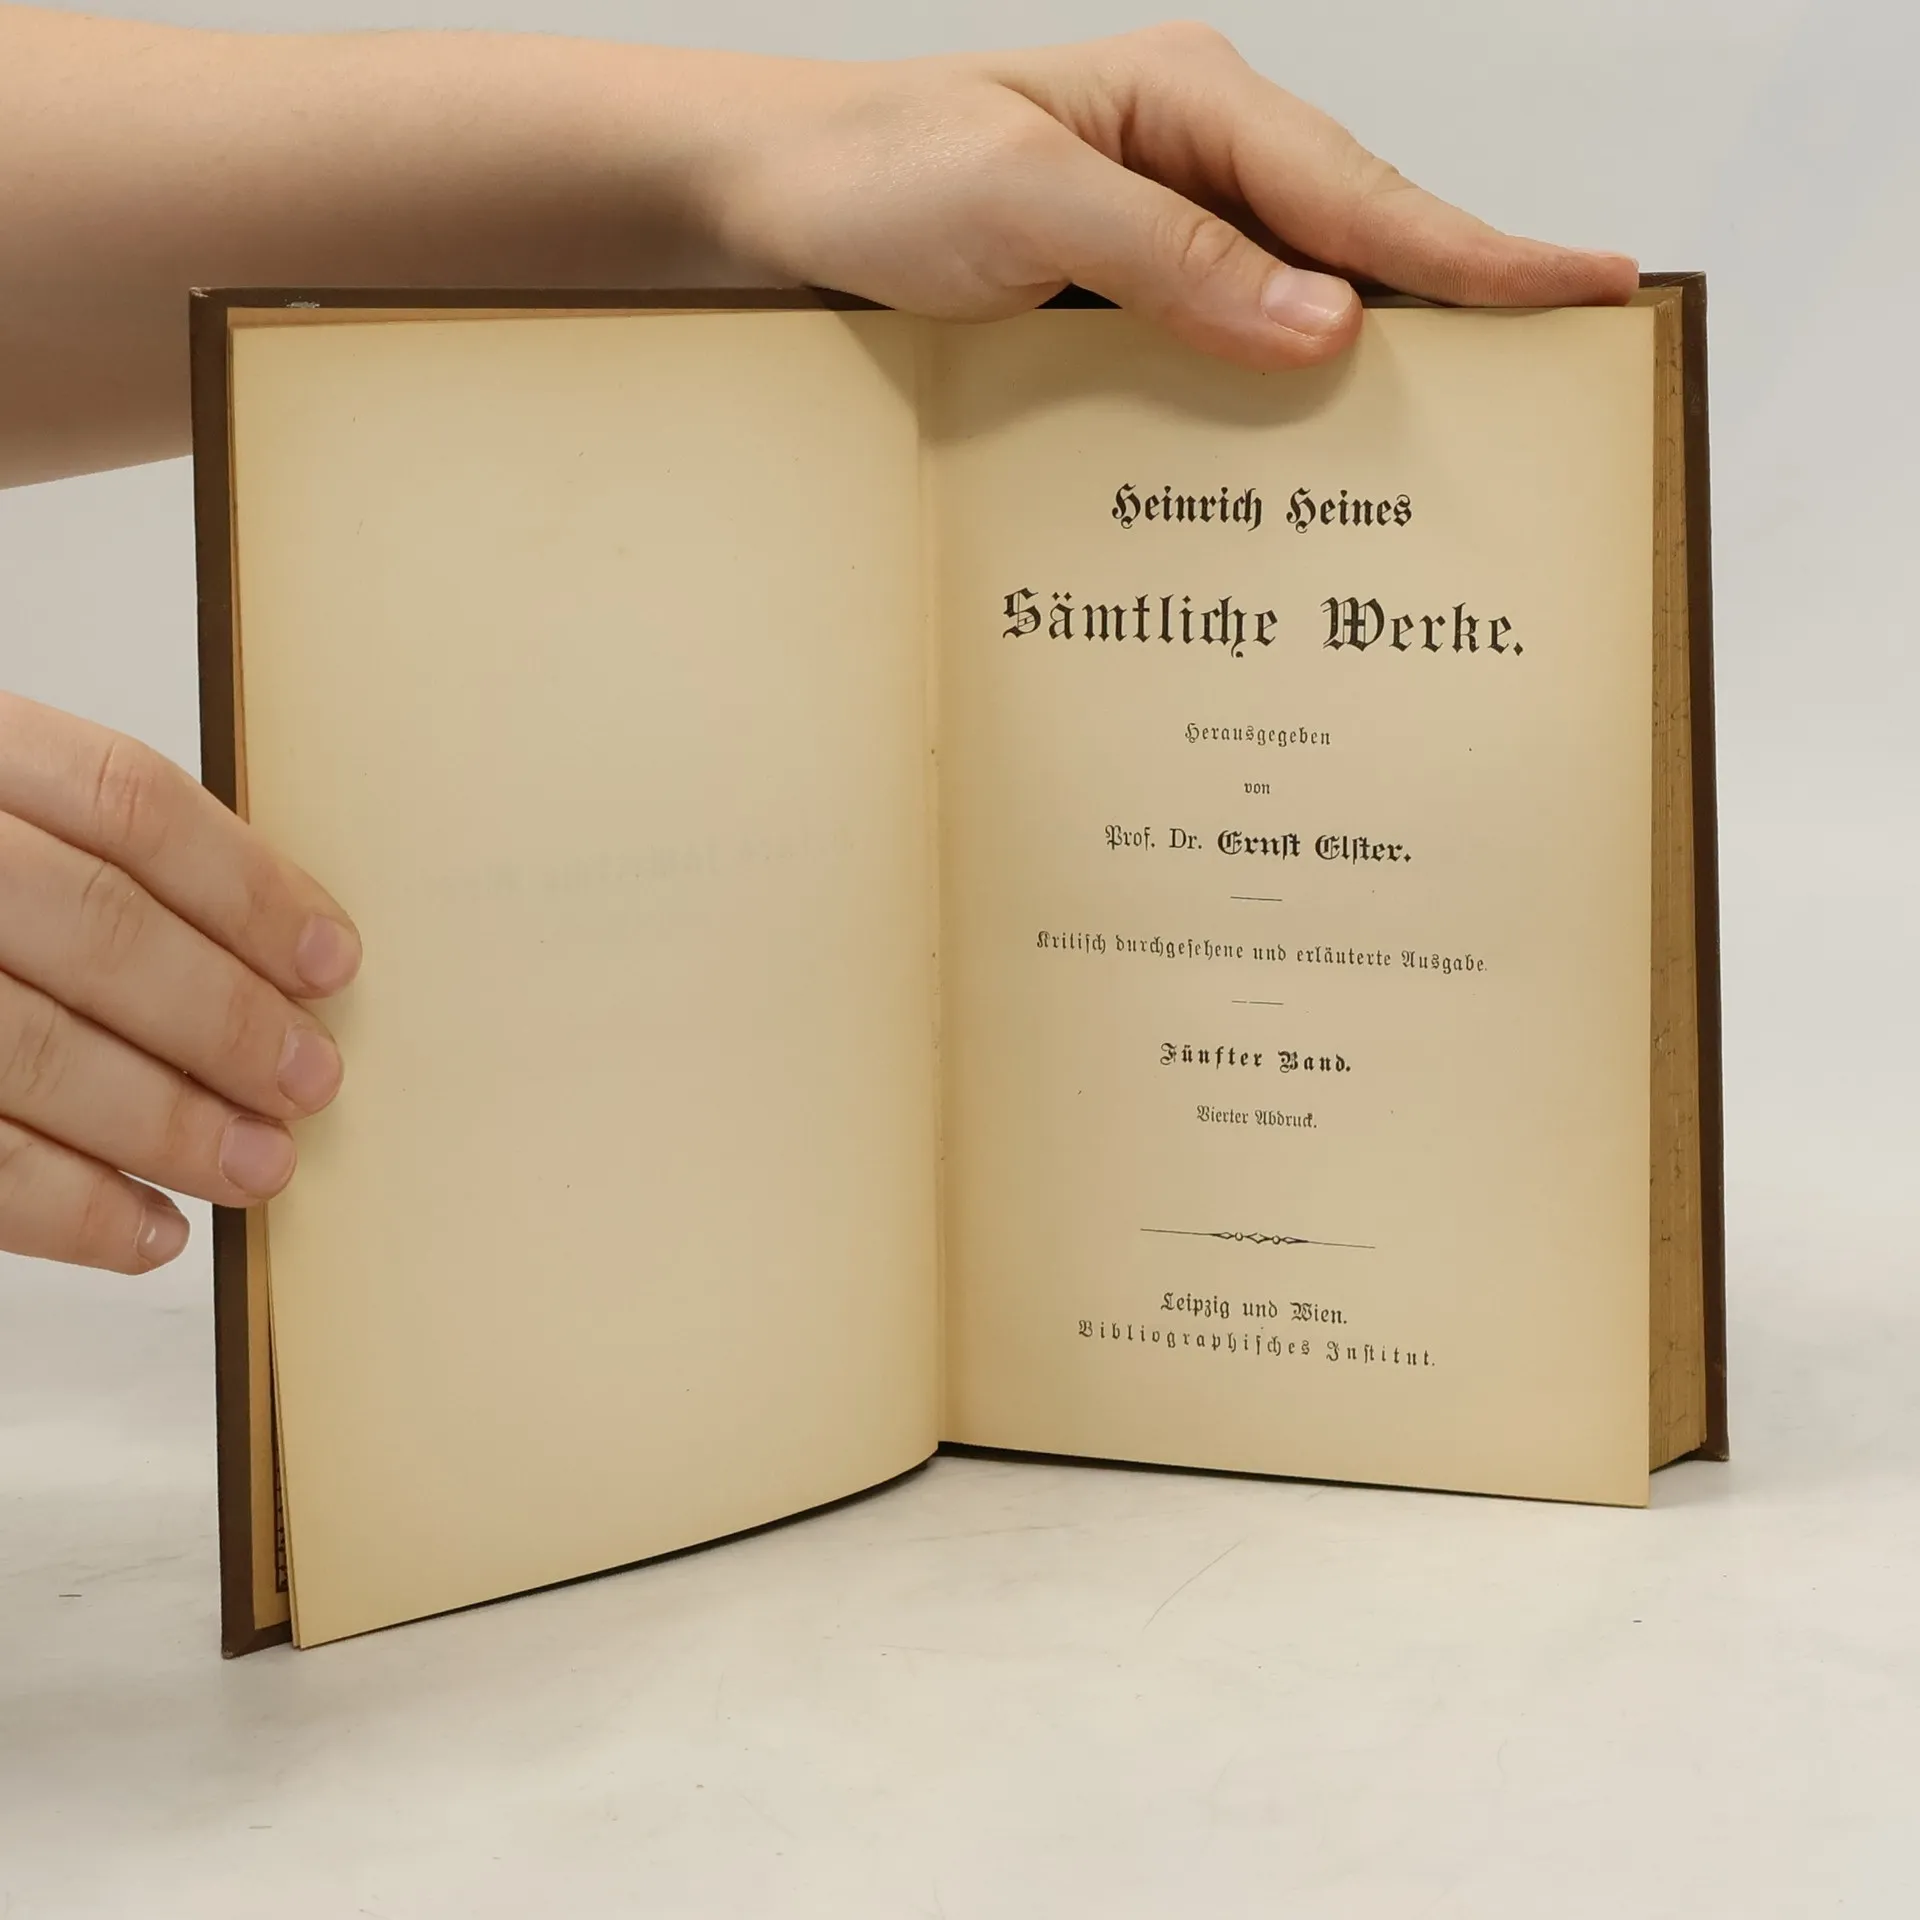 Heinrich Heines
Sämtliche Werke.
Herausgegeben
von
Prof. Dr. Ernst Elster.
Kritisch durchgesehene und erläuterte Ausgabe.
Fünfter Band.
Vierter Abdruck.
Leipzig und Wien.
Bibliographisches Institut.